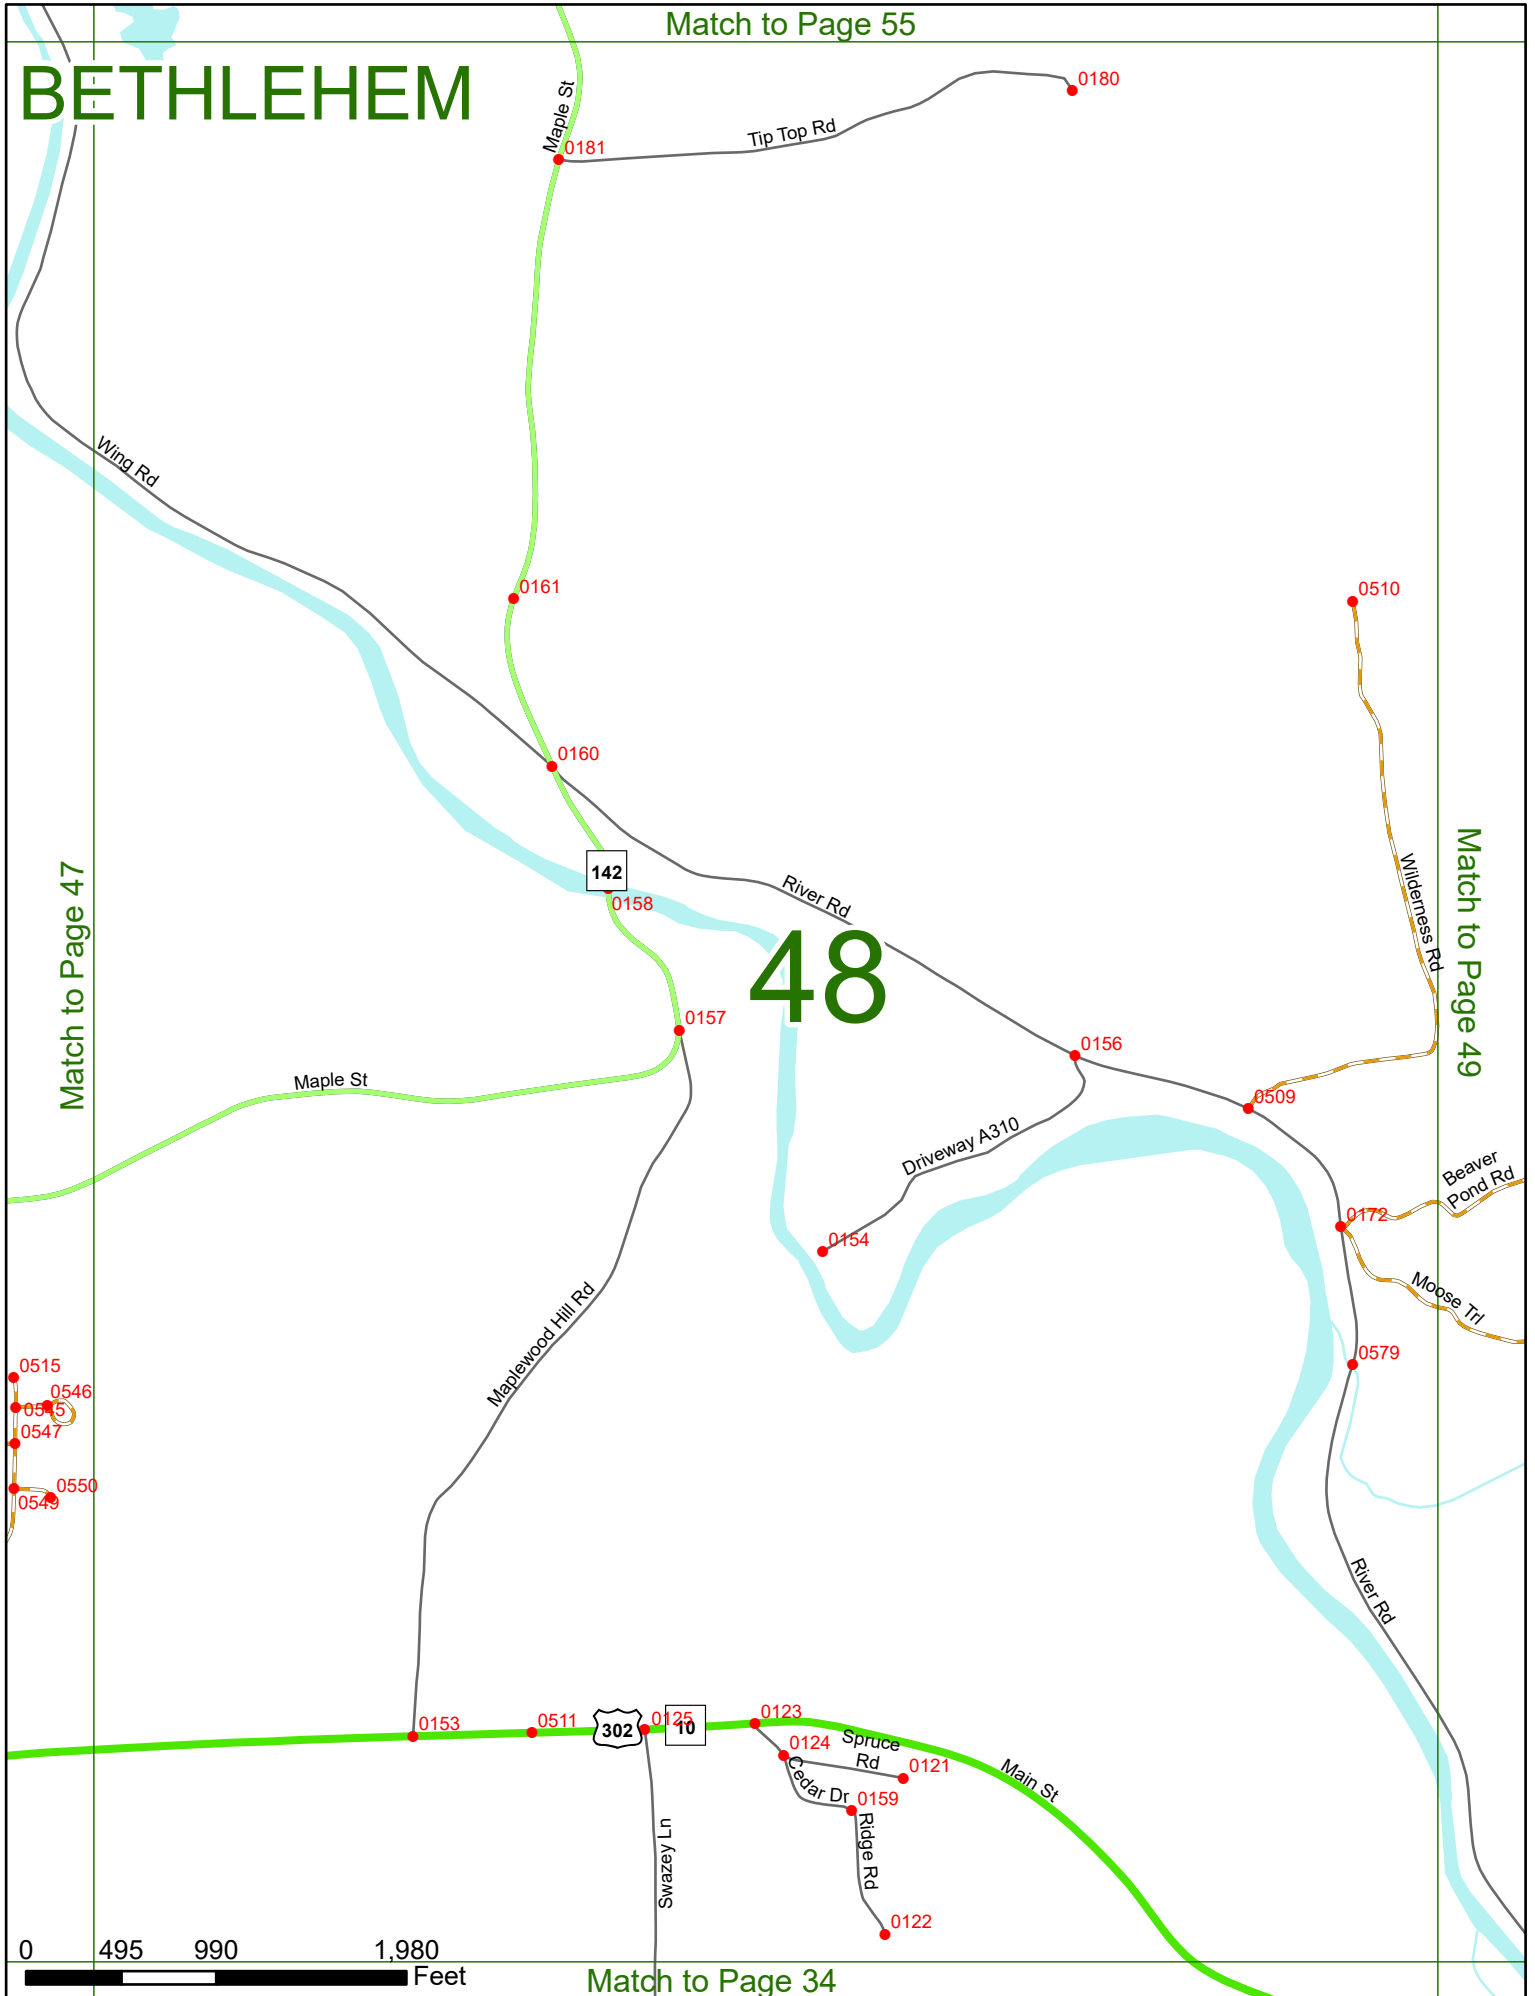 Match to Page 55
BETHLEHEM
0180
Maple St
Tip Top Rd
0181
Wing Rd
0161
0510
0160
Match to Page 47
142
0158
River Rd
Wilderness Rd
Match to Page 49
48
0157
0156
Maple St
0509
Driveway A310
Beaver
Pond Rd
0172
0154
Moose Trl
Maplewood Hill Rd
0515
0579
0546
0545
0547
0550
0549
River Rd
0153
0511
302
0125
10
0123
Spruce
Rd
0124
0121
Main St
Cedar Dr
0159
Swazey Ln
Ridge Rd
0122
0 495 990 1,980
Feet
Match to Page 34